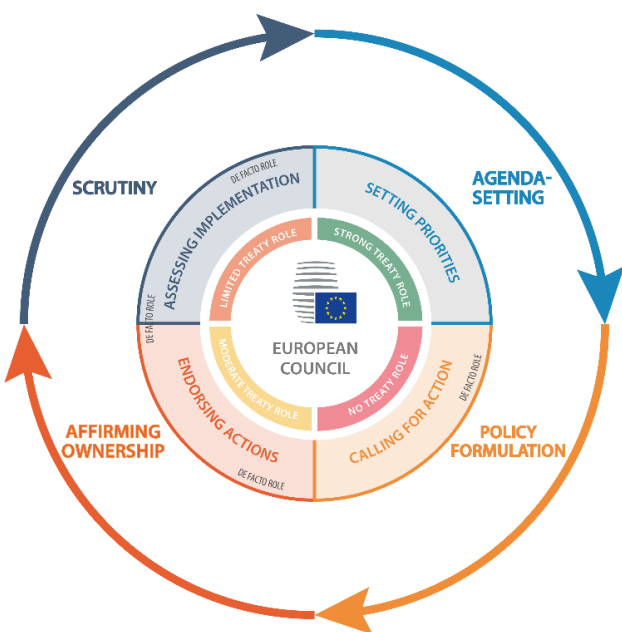 SCRUTINY
AGENDA-
SETTING
DE FACTO ROLE
ASSESSING IMPLEMENTATION
DE FACTO ROLE
SETTING PRIORITIES
LIMITED TREATY ROLE
STRONG TREATY ROLE
EUROPEAN
COUNCIL
MODERATE TREATY ROLE
NO TREATY ROLE
ENDORSING ACTIONS
DE FACTO ROLE
CALLING FOR ACTION
DE FACTO ROLE
AFFIRMING
OWNERSHIP
POLICY
FORMULATION